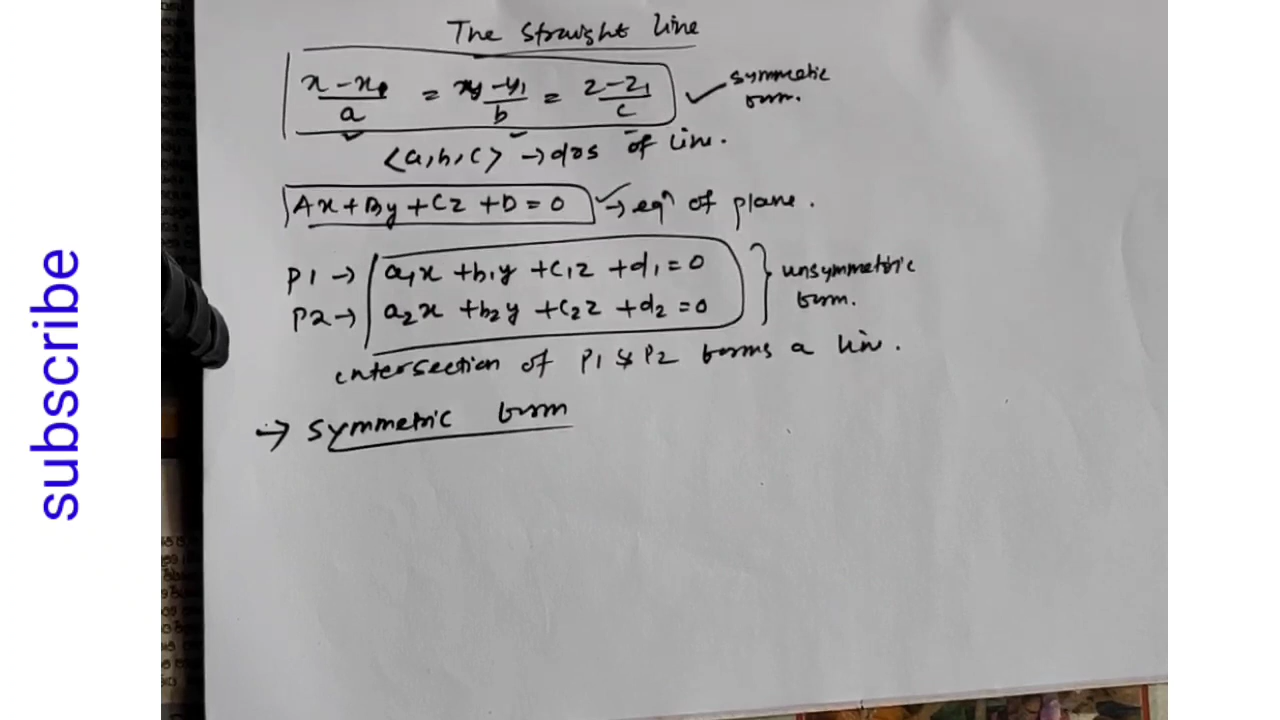 The straight line
x - x₁/a = y - y₁/b = z - z₁/c ✓ symmetric form.
<a, b, c> → drs of line.
Ax + By + Cz + D = 0 → eqⁿ of plane.
P1 → a₁x + b₁y + c₁z + d₁ = 0
P2 → a₂x + b₂y + c₂z + d₂ = 0
} unsymmetric form.
intersection of P1 & P2 forms a line.
→ symmetric form
subscribe